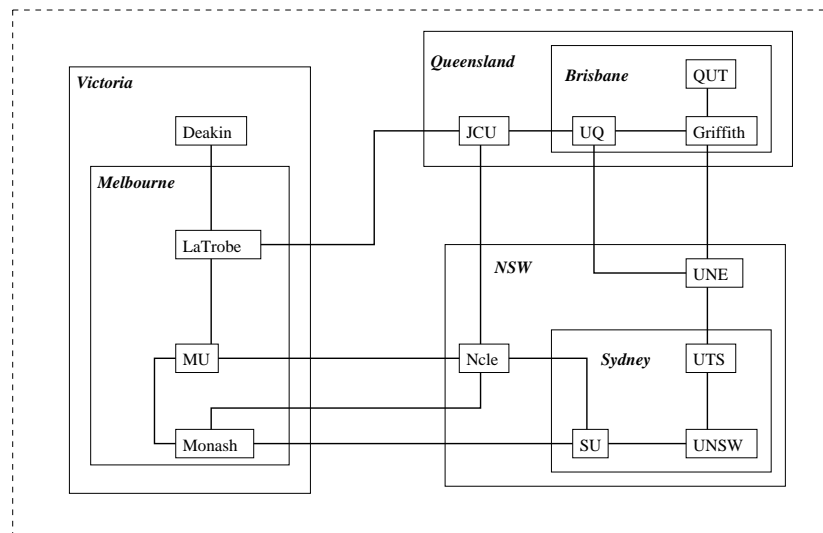 Queensland
Brisbane
QUT
Victoria
Deakin
JCU
UQ
Griffith
Melbourne
LaTrobe
NSW
UNE
MU
Ncle
Sydney
UTS
Monash
SU
UNSW